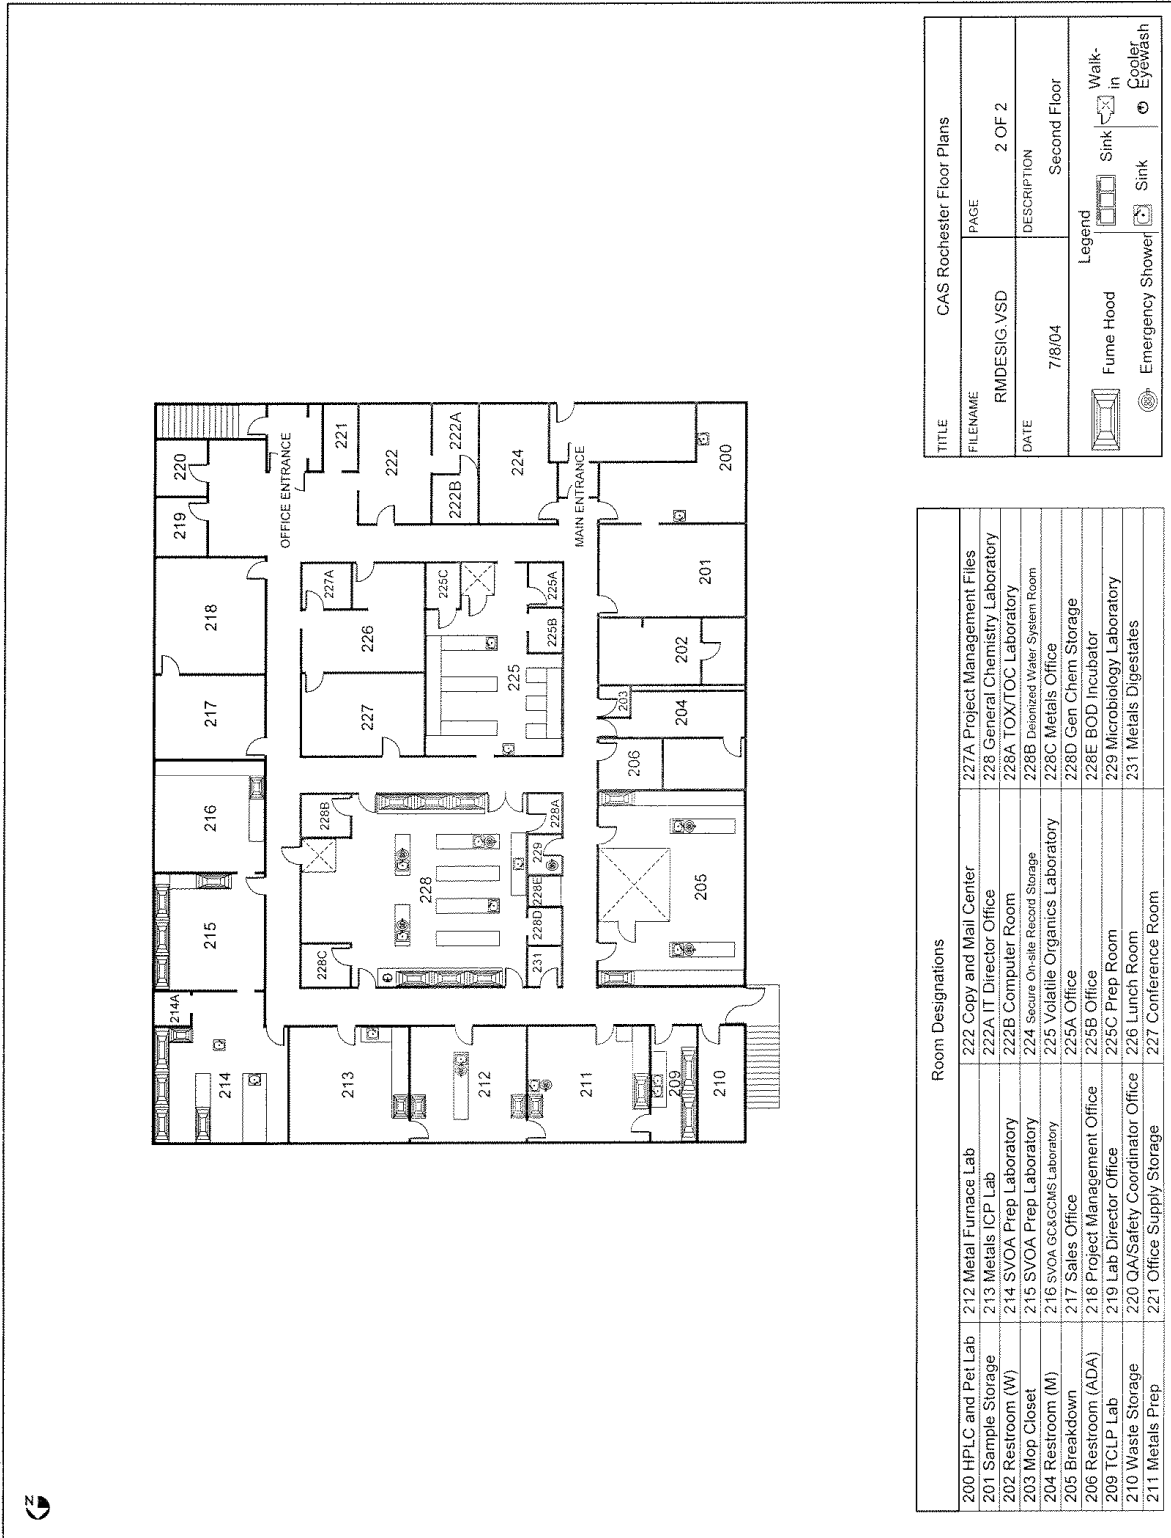 N
220
219
218
217
216
215
214A
214
213
212
211
209
210
OFFICE ENTRANCE
221
222
222A
222B
224
MAIN ENTRANCE
200
201
202
203
204
206
205
227A
226
227
225C
225A
225B
225
228B
228
228C
228A
229
228E
228D
231
Room Designations
200 HPLC and Pet Lab
201 Sample Storage
202 Restroom (W)
203 Mop Closet
204 Restroom (M)
205 Breakdown
206 Restroom (ADA)
209 TCLP Lab
210 Waste Storage
211 Metals Prep
212 Metal Furnace Lab
213 Metals ICP Lab
214 SVOA Prep Laboratory
215 SVOA Prep Laboratory
216 SVOA GC&GCMS Laboratory
217 Sales Office
218 Project Management Office
219 Lab Director Office
220 QA/Safety Coordinator Office
221 Office Supply Storage
222 Copy and Mail Center
222A IT Director Office
222B Computer Room
224 Secure On-site Record Storage
225 Volatile Organics Laboratory
225A Office
225B Office
225C Prep Room
226 Lunch Room
227 Conference Room
227A Project Management Files
228 General Chemistry Laboratory
228A TOX/TOC Laboratory
228B Deionized Water System Room
228C Metals Office
228D Gen Chem Storage
228E BOD Incubator
229 Microbiology Laboratory
231 Metals Digestates
TITLE
CAS Rochester Floor Plans
FILENAME
RMDESIG.VSD
PAGE
2 OF 2
DATE
7/8/04
DESCRIPTION
Second Floor
Legend
Fume Hood
Sink
Walk-
in
Cooler
Emergency Shower
Sink
Eyewash